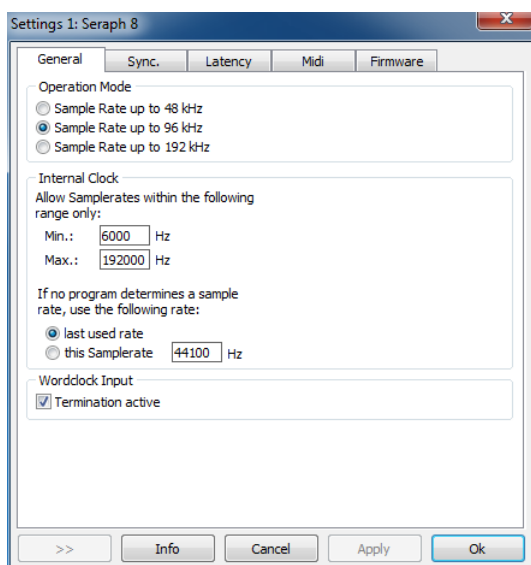 Settings 1: Seraph 8
General Sync. Latency Midi Firmware
Operation Mode
Sample Rate up to 48 kHz
Sample Rate up to 96 kHz
Sample Rate up to 192 kHz
Internal Clock
Allow Samplerates within the following
range only:
Min.: 6000 Hz
Max.: 192000 Hz
If no program determines a sample
rate, use the following rate:
last used rate
this Samplerate 44100 Hz
Wordclock Input
Termination active
>> Info Cancel Apply Ok